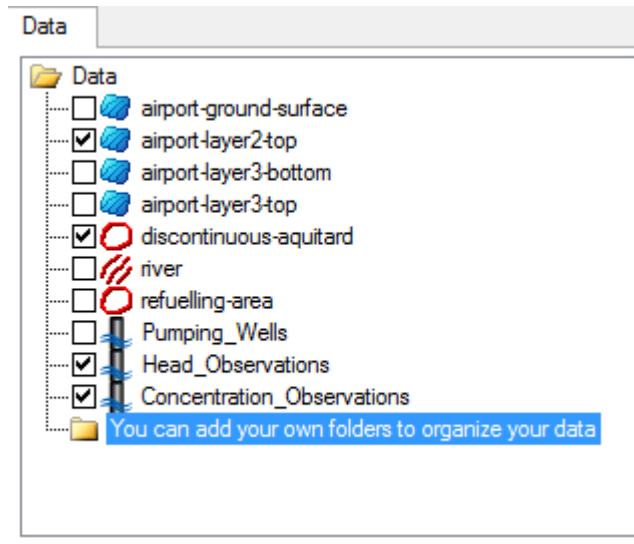 Data
Data
airport-ground-surface
airport-layer2-top
airport-layer3-bottom
airport-layer3-top
discontinuous-aquitard
river
refuelling-area
Pumping_Wells
Head_Observations
Concentration_Observations
You can add your own folders to organize your data